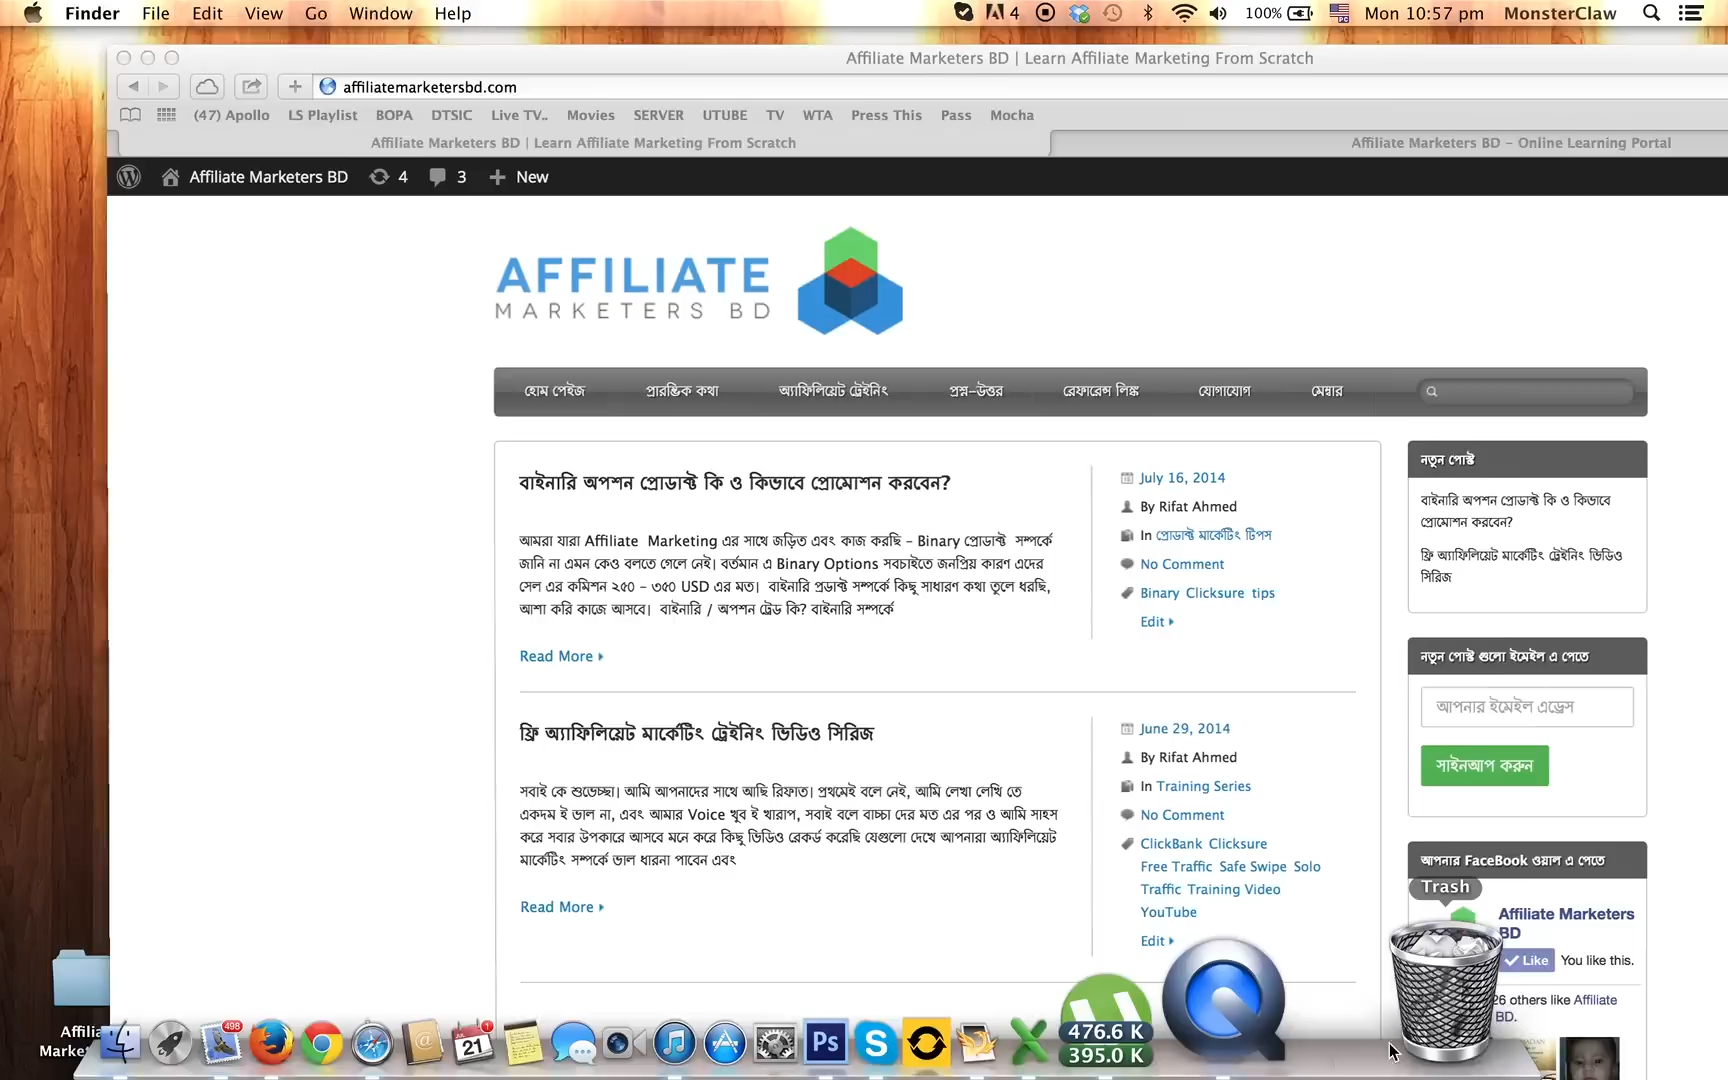 Finder File Edit View Go Window Help 4 100% Mon 10:57 pm MonsterClaw
Affiliate Marketers BD | Learn Affiliate Marketing From Scratch
affiliatemarketersbd.com
(47) Apollo LS Playlist BOPA DTSIC Live TV.. Movies SERVER UTUBE TV WTA Press This Pass Mocha
Affiliate Marketers BD | Learn Affiliate Marketing From Scratch
Affiliate Marketers BD – Online Learning Portal
Affiliate Marketers BD 4 3 New
AFFILIATE
MARKETERS BD
হোম পেইজ প্রারম্ভিক কথা অ্যাফিলিয়েট ট্রেইনিং প্রশ্ন-উত্তর রেফারেন্স লিঙ্ক যোগাযোগ মেম্বার
বাইনারি অপশন প্রোডাক্ট কি ও কিভাবে প্রোমোশন করবেন?
আমরা যারা Affiliate Marketing এর সাথে জড়িত এবং কাজ করছি – Binary প্রোডাক্ট সম্পর্কে
জানি না এমন কেও বলতে গেলে নেই। বর্তমান এ Binary Options সবচাইতে জনপ্রিয় কারণ এদের
সেল এর কমিশন ২৫০ – ৩৫০ USD এর মত। বাইনারি প্রডাক্ট সম্পর্কে কিছু সাধারণ কথা তুলে ধরছি,
আশা করি কাজে আসবে। বাইনারি / অপশন ট্রেড কি? বাইনারি সম্পর্কে
Read More
July 16, 2014
By Rifat Ahmed
In প্রোডাক্ট মার্কেটিং টিপস
No Comment
Binary Clicksure tips
Edit
ফ্রি অ্যাফিলিয়েট মার্কেটিং ট্রেইনিং ভিডিও সিরিজ
সবাই কে শুভেচ্ছা। আমি আপনাদের সাথে আছি রিফাত। প্রথমেই বলে নেই, আমি লেখা লেখি তে
একদম ই ভাল না, এবং আমার Voice খুব ই খারাপ, সবাই বলে বাচ্চা দের মত এর পর ও আমি সাহস
করে সবার উপকারে আসবে মনে করে কিছু ভিডিও রেকর্ড করেছি যেগুলো দেখে আপনারা অ্যাফিলিয়েট
মার্কেটিং সম্পর্কে ভাল ধারনা পাবেন এবং
Read More
June 29, 2014
By Rifat Ahmed
In Training Series
No Comment
ClickBank Clicksure
Free Traffic Safe Swipe Solo
Traffic Training Video
YouTube
Edit
নতুন পোস্ট
বাইনারি অপশন প্রোডাক্ট কি ও কিভাবে
প্রোমোশন করবেন?
ফ্রি অ্যাফিলিয়েট মার্কেটিং ট্রেইনিং ভিডিও
সিরিজ
নতুন পোস্ট গুলো ইমেইল এ পেতে
আপনার ইমেইল এড্রেস
সাইনআপ করুন
আপনার FaceBook ওয়াল এ পেতে
Trash
Affiliate Marketers
BD
Like You like this.
26 others like Affiliate
BD.
Affilia
Market
498
21
1
Ps
476.6 K
395.0 K